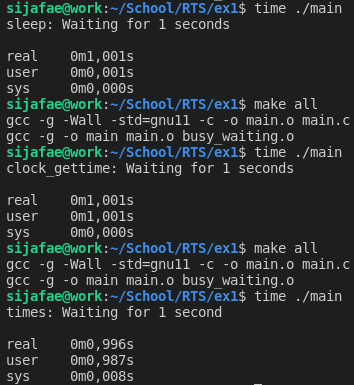 sijafae@work:~/School/RTS/ex1$ time ./main
sleep: Waiting for 1 seconds
real 0m1,001s
user 0m0,001s
sys 0m0,000s
sijafae@work:~/School/RTS/ex1$ make all
gcc -g -Wall -std=gnu11 -c -o main.o main.c
gcc -g -o main main.o busy_waiting.o
sijafae@work:~/School/RTS/ex1$ time ./main
clock_gettime: Waiting for 1 seconds
real 0m1,001s
user 0m1,001s
sys 0m0,000s
sijafae@work:~/School/RTS/ex1$ make all
gcc -g -Wall -std=gnu11 -c -o main.o main.c
gcc -g -o main main.o busy_waiting.o
sijafae@work:~/School/RTS/ex1$ time ./main
times: Waiting for 1 second
real 0m0,996s
user 0m0,987s
sys 0m0,008s